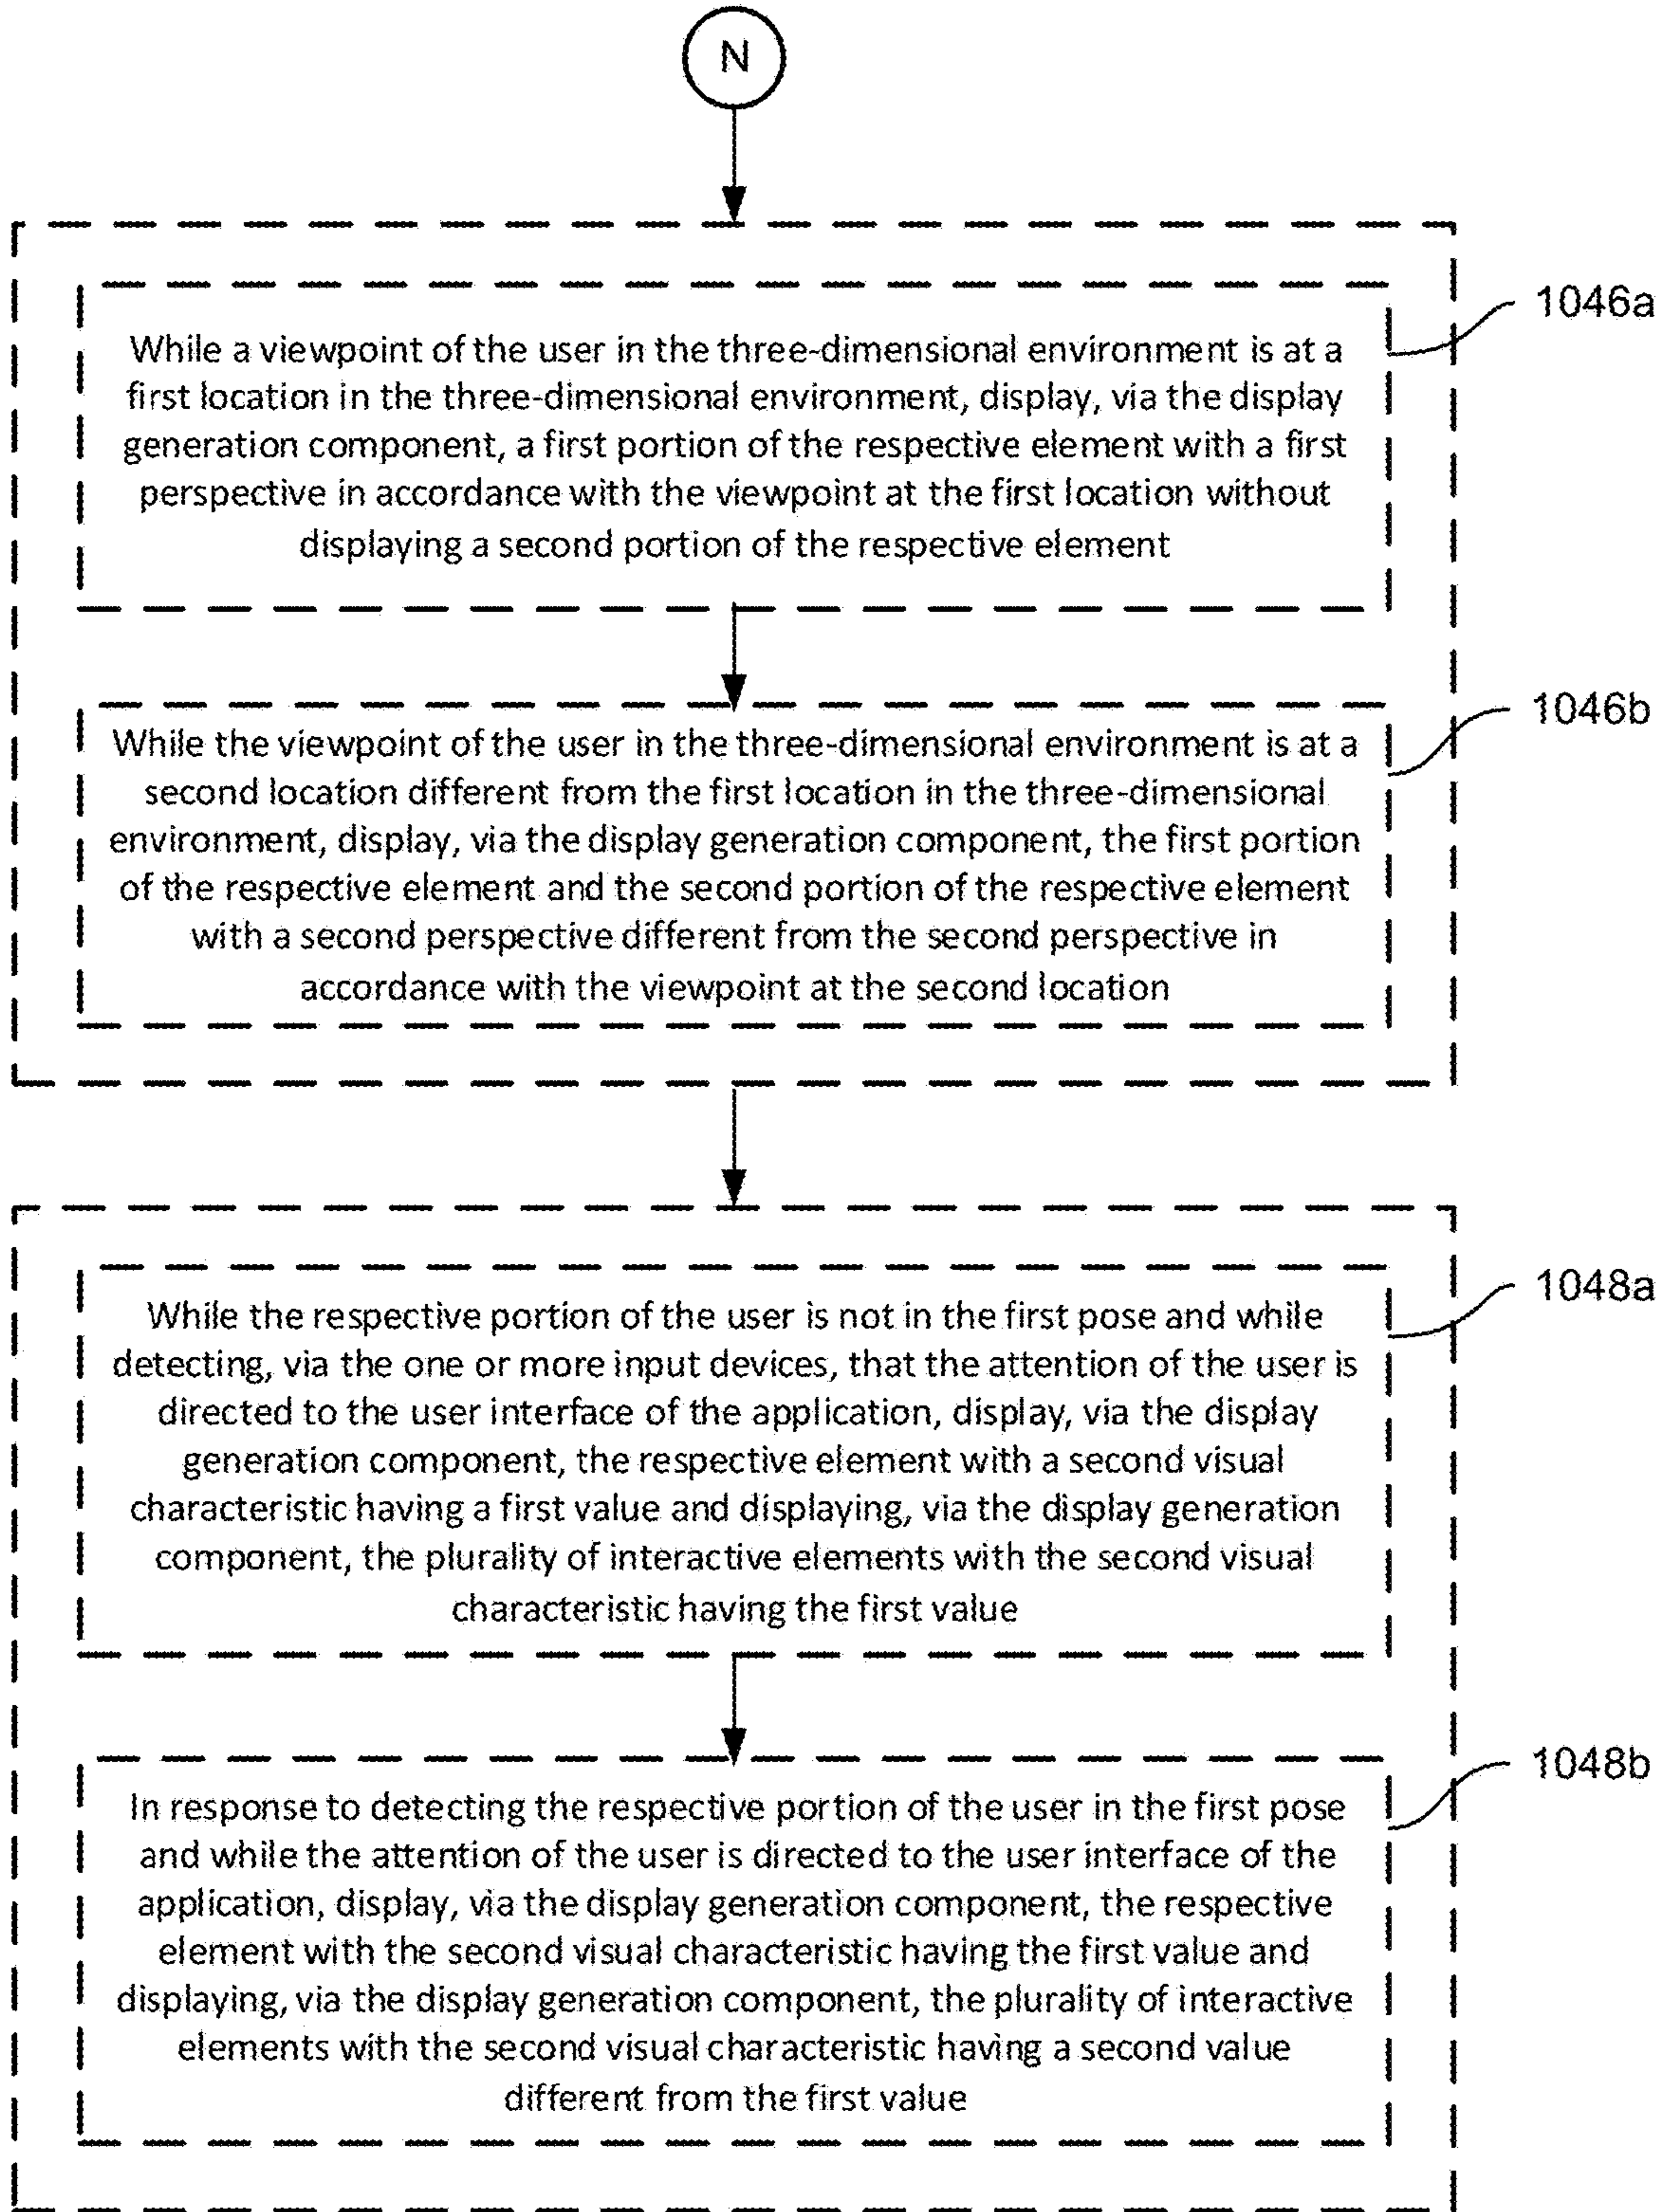 N
1046a
While a viewpoint of the user in the three-dimensional environment is at a
first location in the three-dimensional environment, display, via the display
generation component, a first portion of the respective element with a first
perspective in accordance with the viewpoint at the first location without
displaying a second portion of the respective element
1046b
While the viewpoint of the user in the three-dimensional environment is at a
second location different from the first location in the three-dimensional
environment, display, via the display generation component, the first portion
of the respective element and the second portion of the respective element
with a second perspective different from the second perspective in
accordance with the viewpoint at the second location
1048a
While the respective portion of the user is not in the first pose and while
detecting, via the one or more input devices, that the attention of the user is
directed to the user interface of the application, display, via the display
generation component, the respective element with a second visual
characteristic having a first value and displaying, via the display generation
component, the plurality of interactive elements with the second visual
characteristic having the first value
1048b
In response to detecting the respective portion of the user in the first pose
and while the attention of the user is directed to the user interface of the
application, display, via the display generation component, the respective
element with the second visual characteristic having the first value and
displaying, via the display generation component, the plurality of interactive
elements with the second visual characteristic having a second value
different from the first value